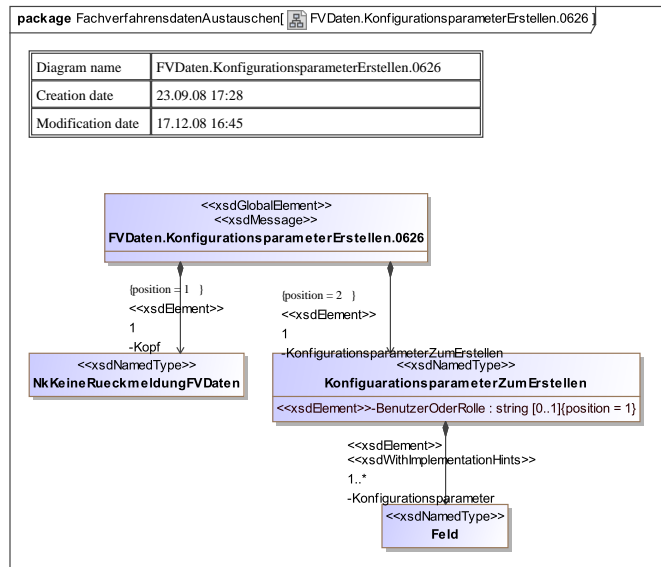 package FachverfahrensdatenAustauschen[ FVDaten.KonfigurationsparameterErstellen.0626 ]
Diagram name FVDaten.KonfigurationsparameterErstellen.0626
Creation date 23.09.08 17:28
Modification date 17.12.08 16:45
<<xsdGlobalElement>>
<<xsdMessage>>
FVDaten.KonfigurationsparameterErstellen.0626
{position = 1 }
<<xsdElement>>
1
-Kopf
{position = 2 }
<<xsdElement>>
1
-KonfigurationsparameterZumErstellen
<<xsdNamedType>>
NkKeineRueckmeldungFVDaten
<<xsdNamedType>>
KonfiguarationsparameterZumErstellen
<<xsdElement>>-BenutzerOderRolle : string [0..1]{position = 1}
<<xsdElement>>
<<xsdWithImplementationHints>>
1..*
-Konfigurationsparameter
<<xsdNamedType>>
Feld